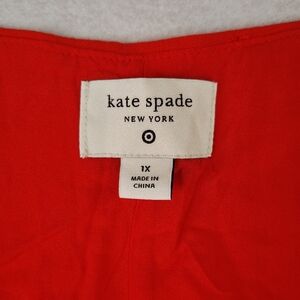 kate spade
NEW YORK
1X
MADE IN
CHINA